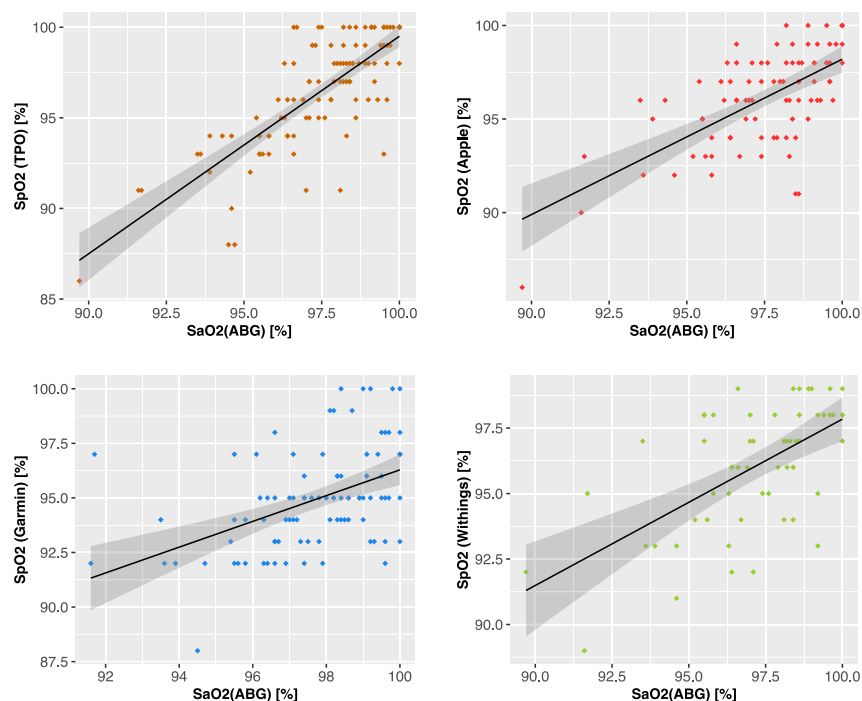 100
95
90
85
SpO2 (TPO) [%]
90.0 92.5 95.0 97.5 100.0
SaO2(ABG) [%]
100
95
90
SpO2 (Apple) [%]
90.0 92.5 95.0 97.5 100.0
SaO2(ABG) [%]
100.0
97.5
95.0
92.5
90.0
87.5
SpO2 (Garmin) [%]
92 94 96 98 100
SaO2(ABG) [%]
97.5
95.0
92.5
90.0
SpO2 (Withings) [%]
90.0 92.5 95.0 97.5 100.0
SaO2(ABG) [%]